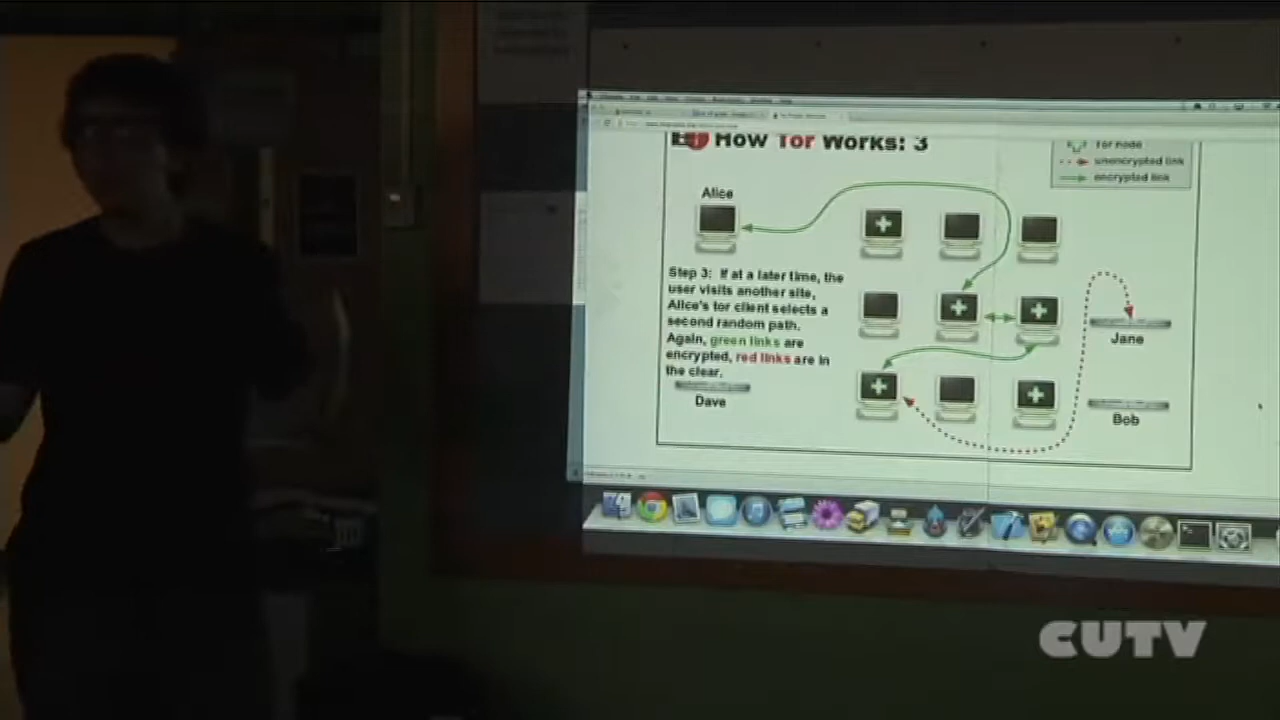 How Tor Works: 3
Tor node
unencrypted link
encrypted link
Alice
Step 3: If at a later time, the
user visits another site,
Alice's tor client selects a
second random path.
Again, green links are
encrypted, red links are in
the clear.
Dave
Jane
Bob
CUTV